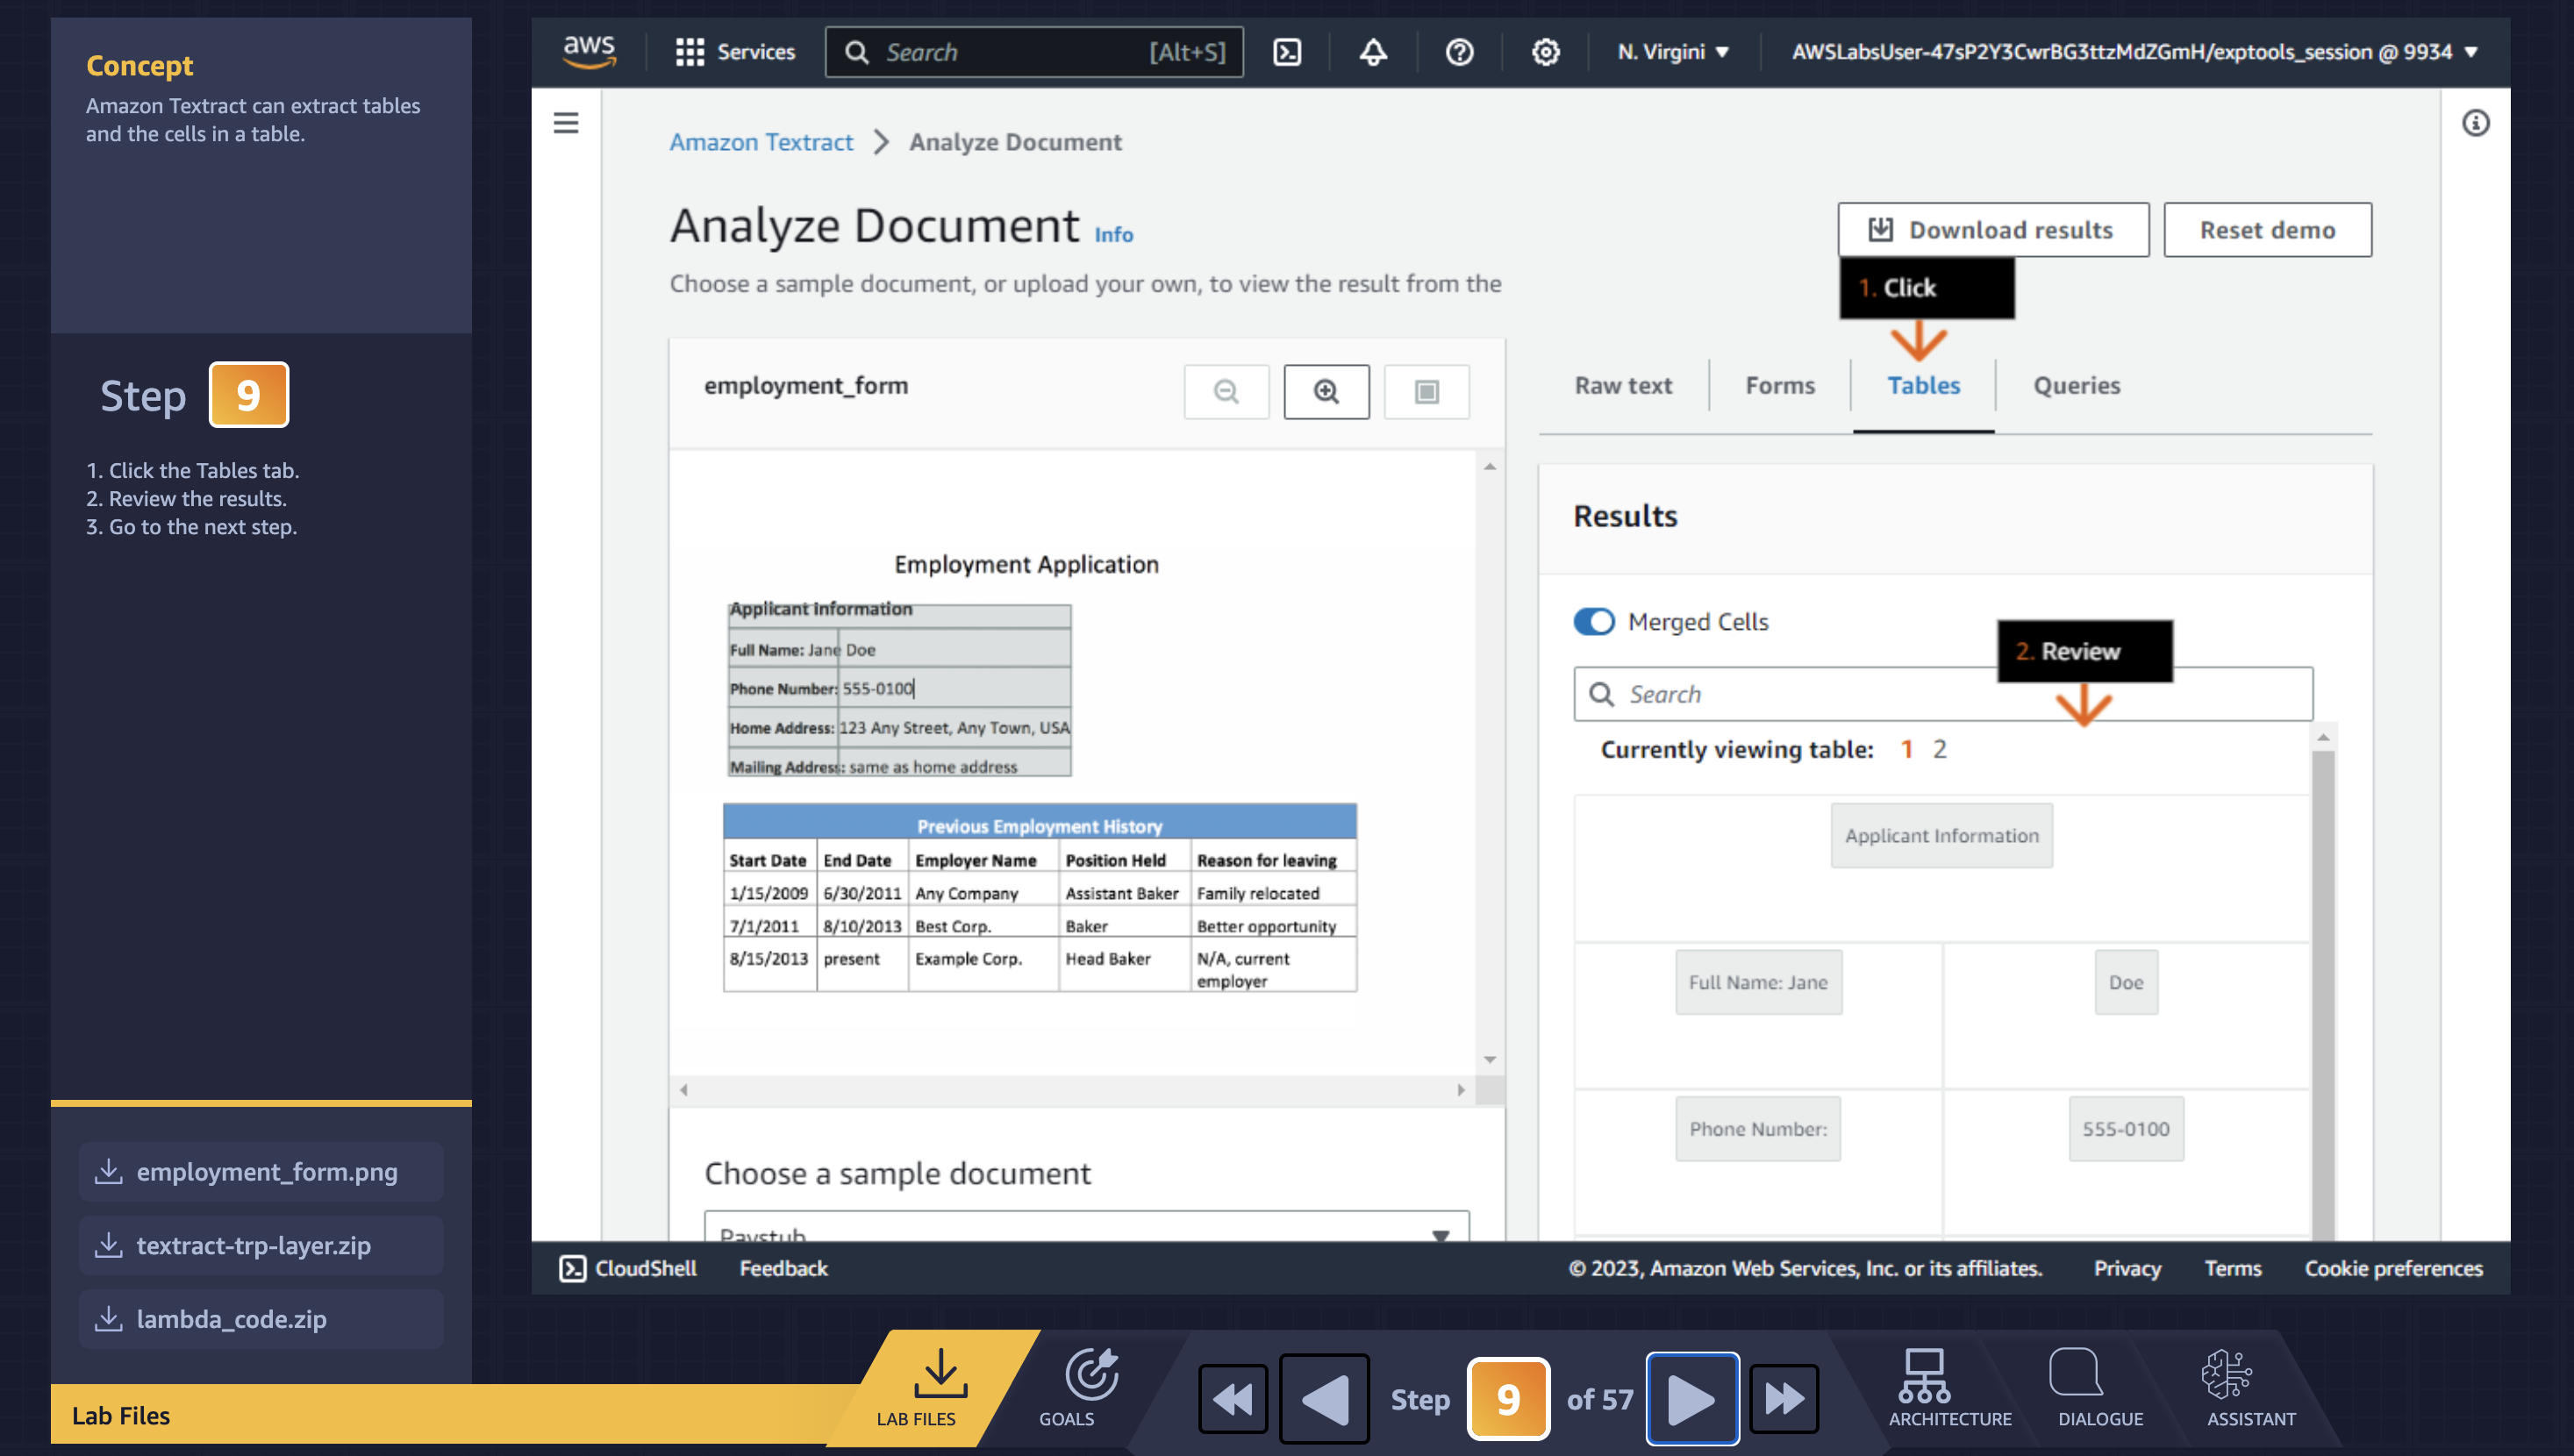 Concept
Amazon Textract can extract tables
and the cells in a table.
Step 9
1. Click the Tables tab.
2. Review the results.
3. Go to the next step.
employment_form.png
textract-trp-layer.zip
lambda_code.zip
Lab Files
aws
Services
Search [Alt+S]
N. Virgini
AWSLabsUser-47sP2Y3CwrBG3ttzMdZGmH/exptools_session @ 9934
Amazon Textract > Analyze Document
Analyze Document Info
Choose a sample document, or upload your own, to view the result from the
Download results
Reset demo
1. Click
employment_form
Employment Application
Applicant Information
Full Name: Jane Doe
Phone Number: 555-0100
Home Address: 123 Any Street, Any Town, USA
Mailing Address: same as home address
Previous Employment History
Start Date End Date Employer Name Position Held Reason for leaving
1/15/2009 6/30/2011 Any Company Assistant Baker Family relocated
7/1/2011 8/10/2013 Best Corp. Baker Better opportunity
8/15/2013 present Example Corp. Head Baker N/A, current
employer
Choose a sample document
Paystub
Raw text Forms Tables Queries
Results
Merged Cells
2. Review
Search
Currently viewing table: 1 2
Applicant Information
Full Name: Jane Doe
Phone Number: 555-0100
CloudShell Feedback
© 2023, Amazon Web Services, Inc. or its affiliates. Privacy Terms Cookie preferences
LAB FILES
GOALS
Step 9 of 57
ARCHITECTURE
DIALOGUE
ASSISTANT